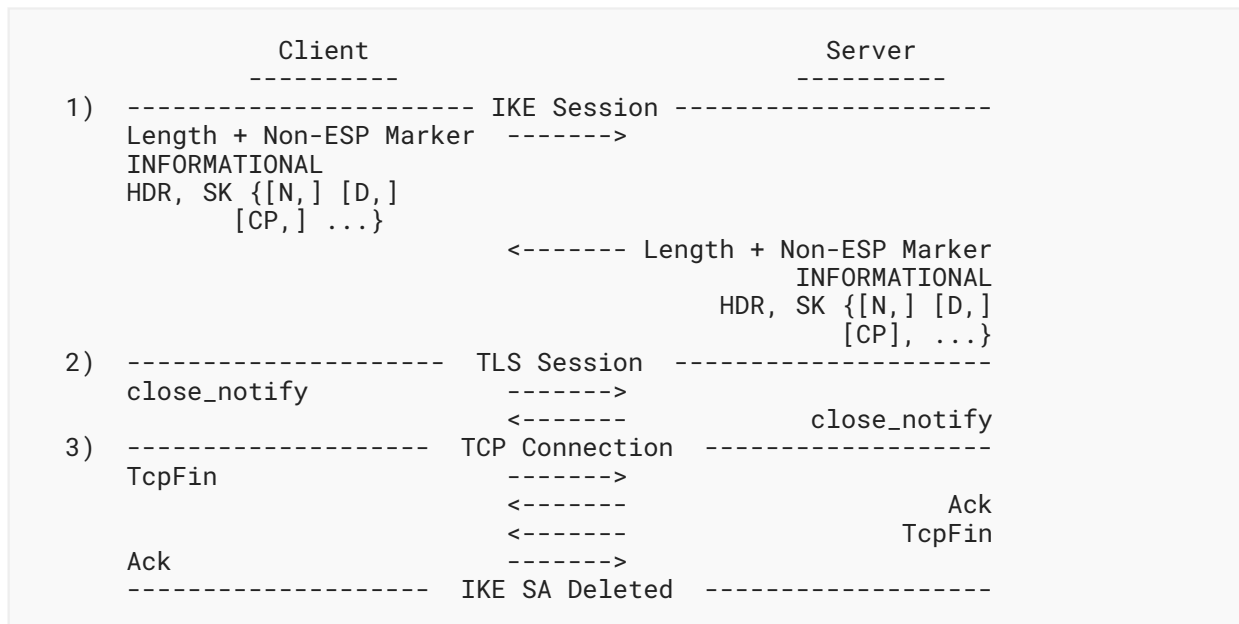 Client                              Server
        ----------                          ----------
1)  ----------------------- IKE Session ---------------------
    Length + Non-ESP Marker  ------->
    INFORMATIONAL
    HDR, SK {[N,] [D,]
           [CP,] ...}
                             <------- Length + Non-ESP Marker
                                                INFORMATIONAL
                                           HDR, SK {[N,] [D,]
                                                   [CP], ...}
2)  ---------------------  TLS Session  ---------------------
    close_notify             ------->
                             <-------            close_notify
3)  --------------------  TCP Connection  -------------------
    TcpFin                   ------->
                             <-------                     Ack
                             <-------                  TcpFin
    Ack                      ------->
    --------------------  IKE SA Deleted  -------------------